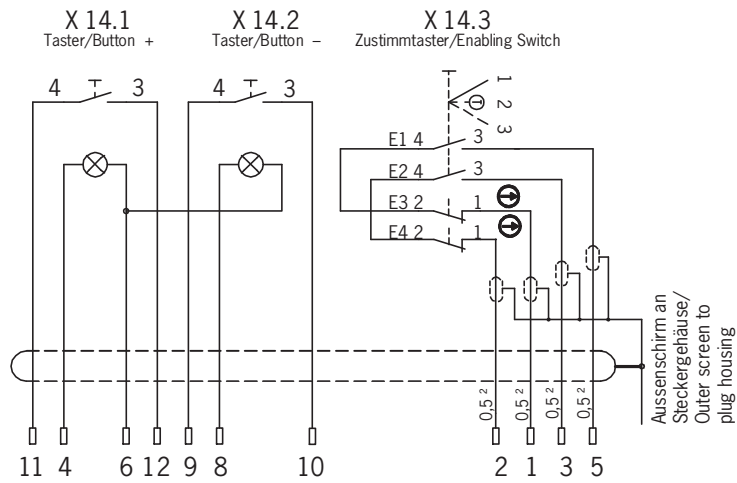 X 14.1
Taster/Button +
X 14.2
Taster/Button –
X 14.3
Zustimmtaster/Enabling Switch
4 3
4 3
1
2
3
E1 4 3
E2 4 3
E3 2 1
E4 2 1
0,5 ²
0,5 ²
0,5 ²
0,5 ²
Aussenschirm an
Steckergehäuse/
Outer screen to
plug housing
11 4 6 12 9 8 10 2 1 3 5